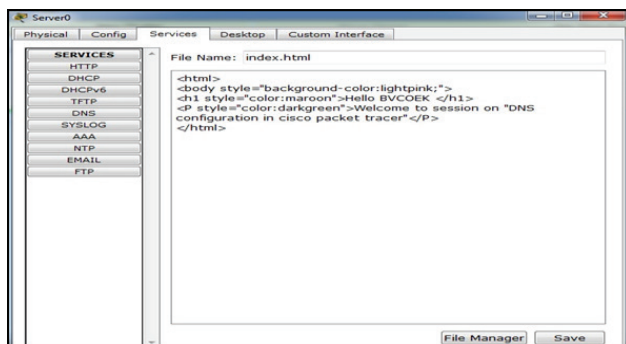 Server0
Physical Config Services Desktop Custom Interface
SERVICES
HTTP
DHCP
DHCPv6
TFTP
DNS
SYSLOG
AAA
NTP
EMAIL
FTP
File Name: index.html
<html>
<body style="background-color:lightpink;">
<h1 style="color:maroon">Hello BVCOEK </h1>
<P style="color:darkgreen">Welcome to session on "DNS
configuration in cisco packet tracer"</P>
</html>
File Manager Save